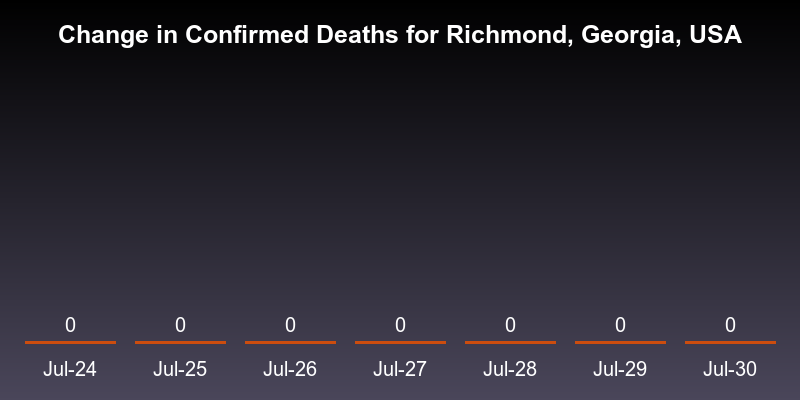 Change in Confirmed Deaths for Richmond, Georgia, USA
0 0 0 0 0 0 0
Jul-24 Jul-25 Jul-26 Jul-27 Jul-28 Jul-29 Jul-30